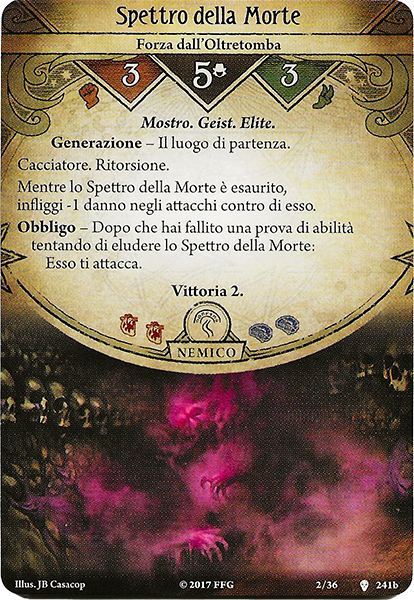 Spettro della Morte
Forza dall'Oltretomba
3 5 3
Mostro. Geist. Elite.
Generazione – Il luogo di partenza.
Cacciatore. Ritorsione.
Mentre lo Spettro della Morte è esaurito,
infliggi -1 danno negli attacchi contro di esso.
Obbligo – Dopo che hai fallito una prova di abilità
tentando di eludere lo Spettro della Morte:
Esso ti attacca.
Vittoria 2.
NEMICO
Illus. JB Casacop © 2017 FFG 2/36 241b